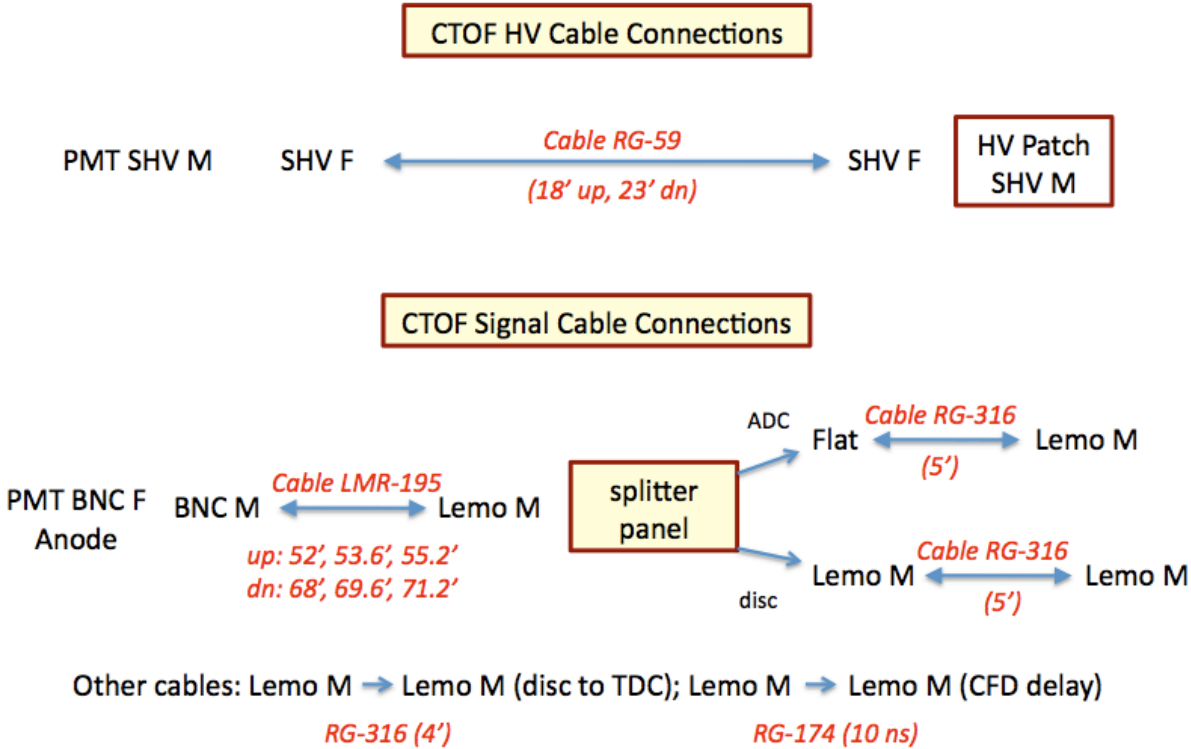 CTOF HV Cable Connections
PMT SHV M
SHV F
Cable RG-59
(18’ up, 23’ dn)
SHV F
HV Patch
SHV M
CTOF Signal Cable Connections
PMT BNC F
Anode
BNC M
Cable LMR-195
up: 52’, 53.6’, 55.2’
dn: 68’, 69.6’, 71.2’
Lemo M
splitter
panel
ADC
Flat
Cable RG-316
(5’)
Lemo M
disc
Lemo M
Cable RG-316
(5’)
Lemo M
Other cables: Lemo M → Lemo M (disc to TDC); Lemo M → Lemo M (CFD delay)
RG-316 (4’)
RG-174 (10 ns)